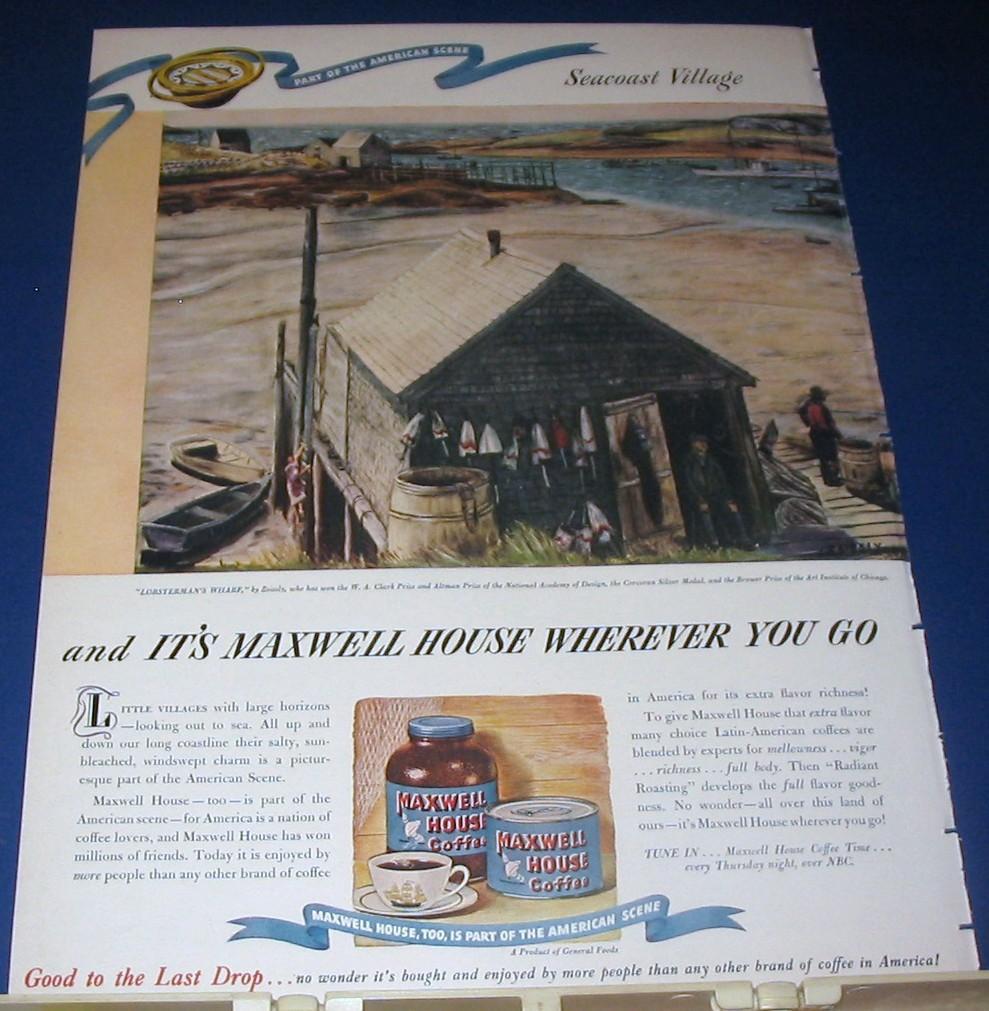 PART OF THE AMERICAN SCENE
Seacoast Village
"LOBSTERMAN'S WHARF," by Zsissly, who has won the W. A. Clark Prize and Altman Prize of the National Academy of Design, the Corcoran Silver Medal, and the Brower Prize of the Art Institute of Chicago.
and IT'S MAXWELL HOUSE WHEREVER YOU GO
LITTLE VILLAGES with large horizons
—looking out to sea. All up and
down our long coastline their salty, sun-
bleached, windswept charm is a pictur-
esque part of the American Scene.
Maxwell House—too—is part of the
American scene—for America is a nation of
coffee lovers, and Maxwell House has won
millions of friends. Today it is enjoyed by
more people than any other brand of coffee
in America for its extra flavor richness!
To give Maxwell House that extra flavor
many choice Latin-American coffees are
blended by experts for mellowness...vigor
...richness...full body. Then "Radiant
Roasting" develops the full flavor good-
ness. No wonder—all over this land of
ours—it's Maxwell House wherever you go!
TUNE IN... Maxwell House Coffee Time...
every Thursday night, over NBC.
MAXWELL
HOUSE
Coffee
MAXWELL
HOUSE
Coffee
MAXWELL HOUSE, TOO, IS PART OF THE AMERICAN SCENE
A Product of General Foods
Good to the Last Drop...no wonder it's bought and enjoyed by more people than any other brand of coffee in America!